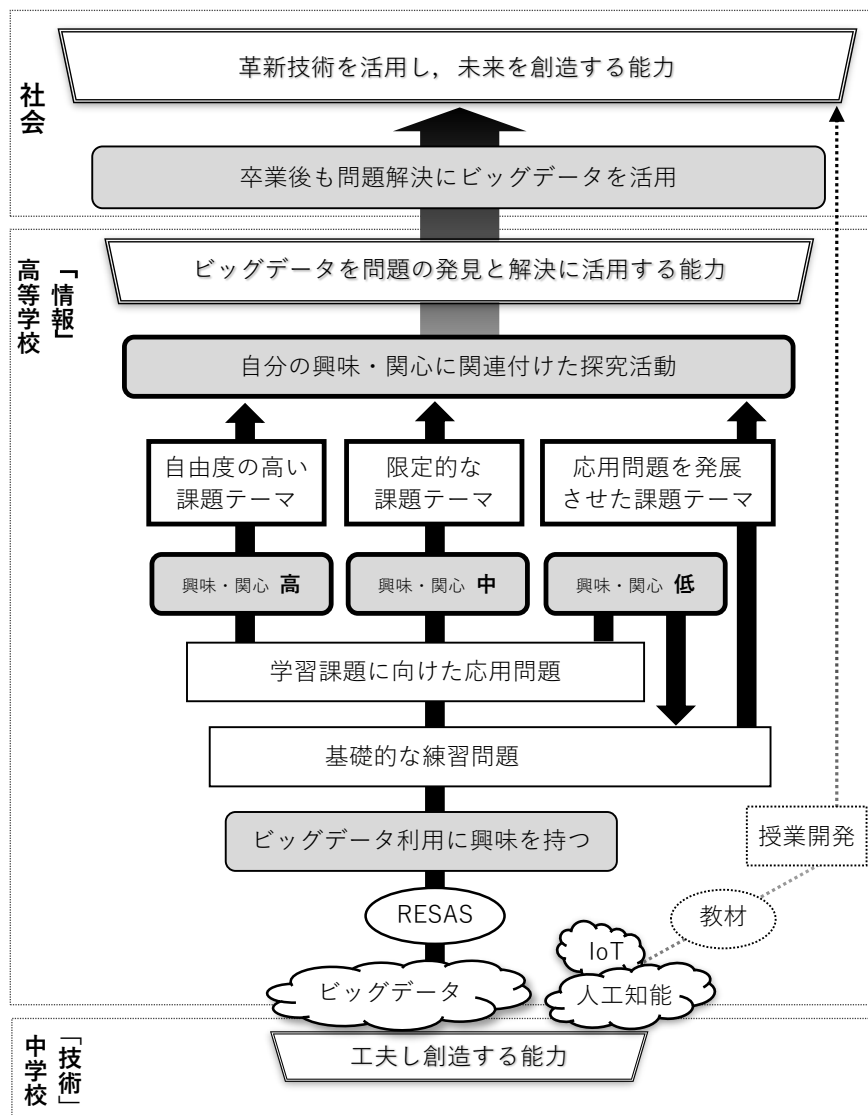 社会
革新技術を活用し，未来を創造する能力
卒業後も問題解決にビッグデータを活用
高等学校
「情報」
ビッグデータを問題の発見と解決に活用する能力
自分の興味・関心に関連付けた探究活動
自由度の高い
課題テーマ
限定的な
課題テーマ
応用問題を発展
させた課題テーマ
興味・関心 高
興味・関心 中
興味・関心 低
学習課題に向けた応用問題
基礎的な練習問題
ビッグデータ利用に興味を持つ
授業開発
RESAS
教材
IoT
ビッグデータ
人工知能
中学校
「技術」
工夫し創造する能力